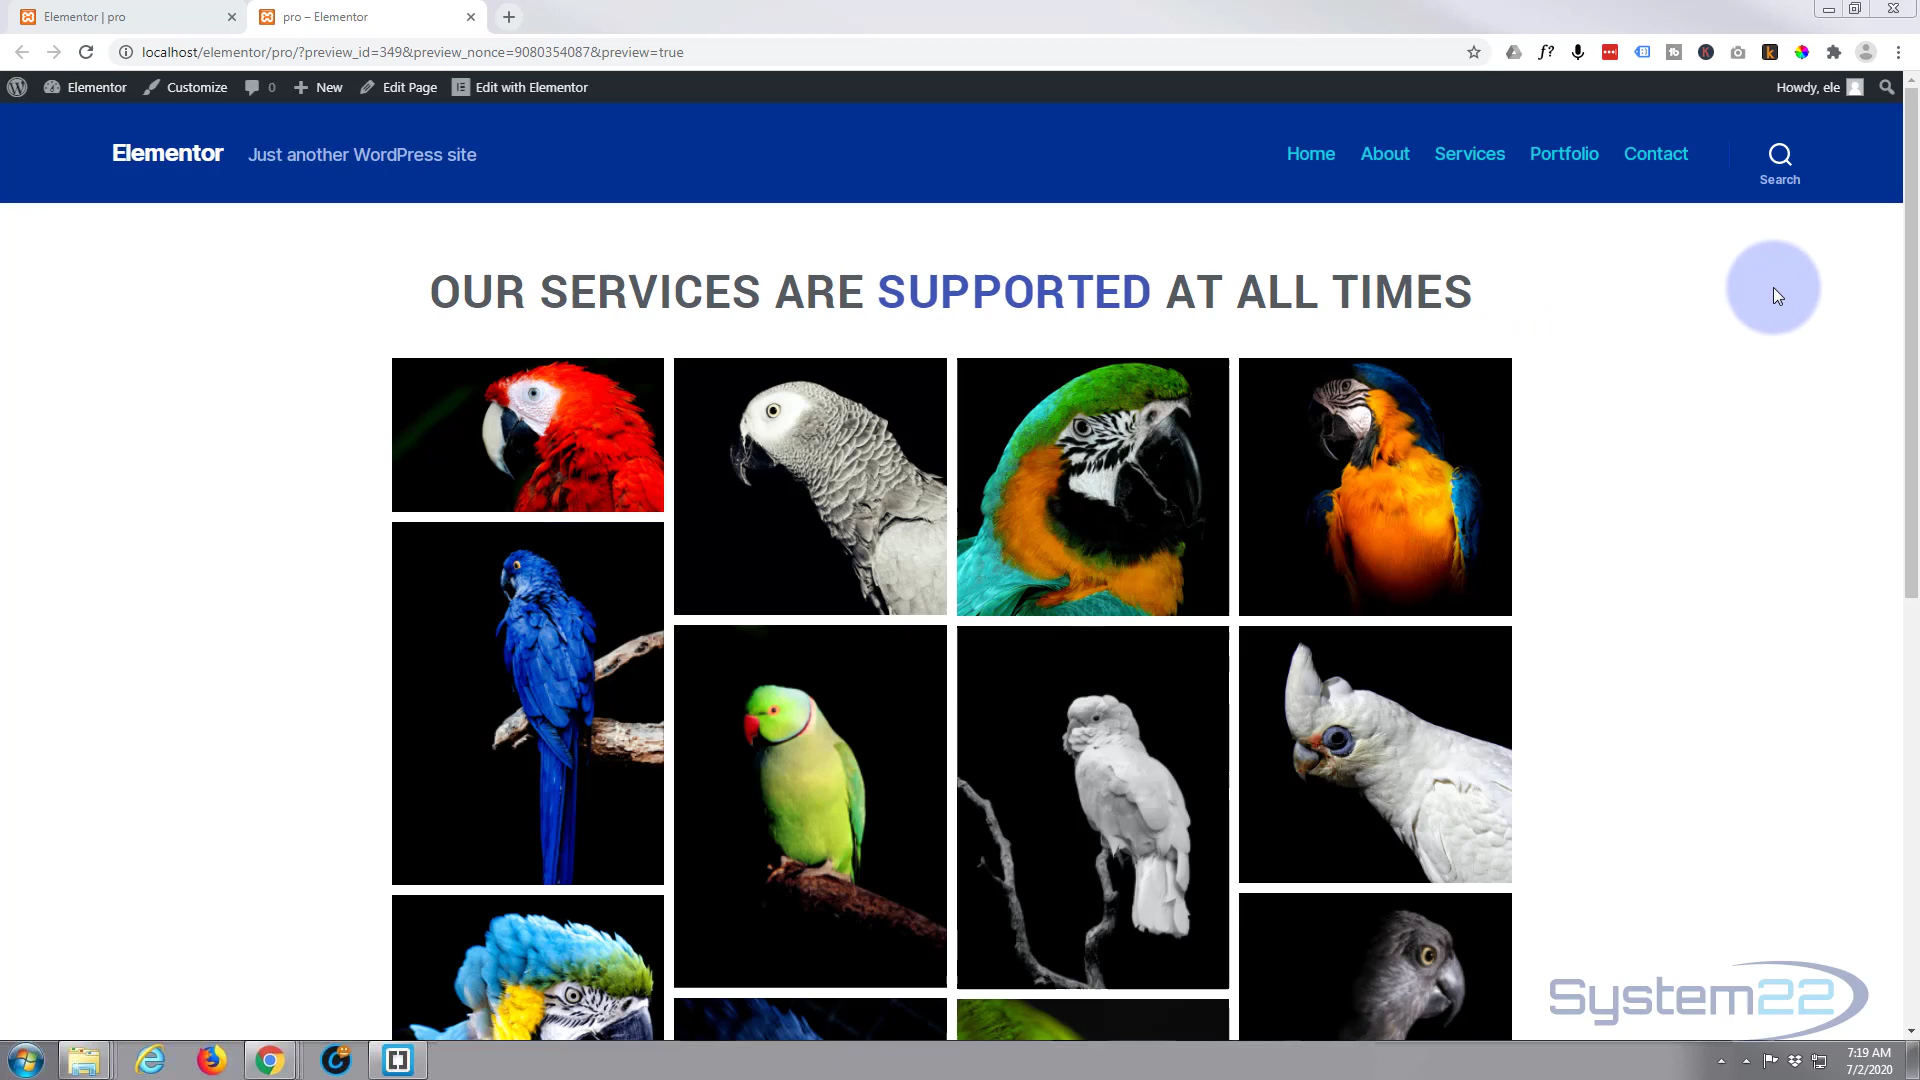 Elementor | pro
pro – Elementor
localhost/elementor/pro/?preview_id=349&preview_nonce=9080354087&preview=true
Elementor
Customize
0
New
Edit Page
Edit with Elementor
Howdy, ele
Elementor
Just another WordPress site
Home
About
Services
Portfolio
Contact
Search
OUR SERVICES ARE SUPPORTED AT ALL TIMES
System22
7:19 AM
7/2/2020